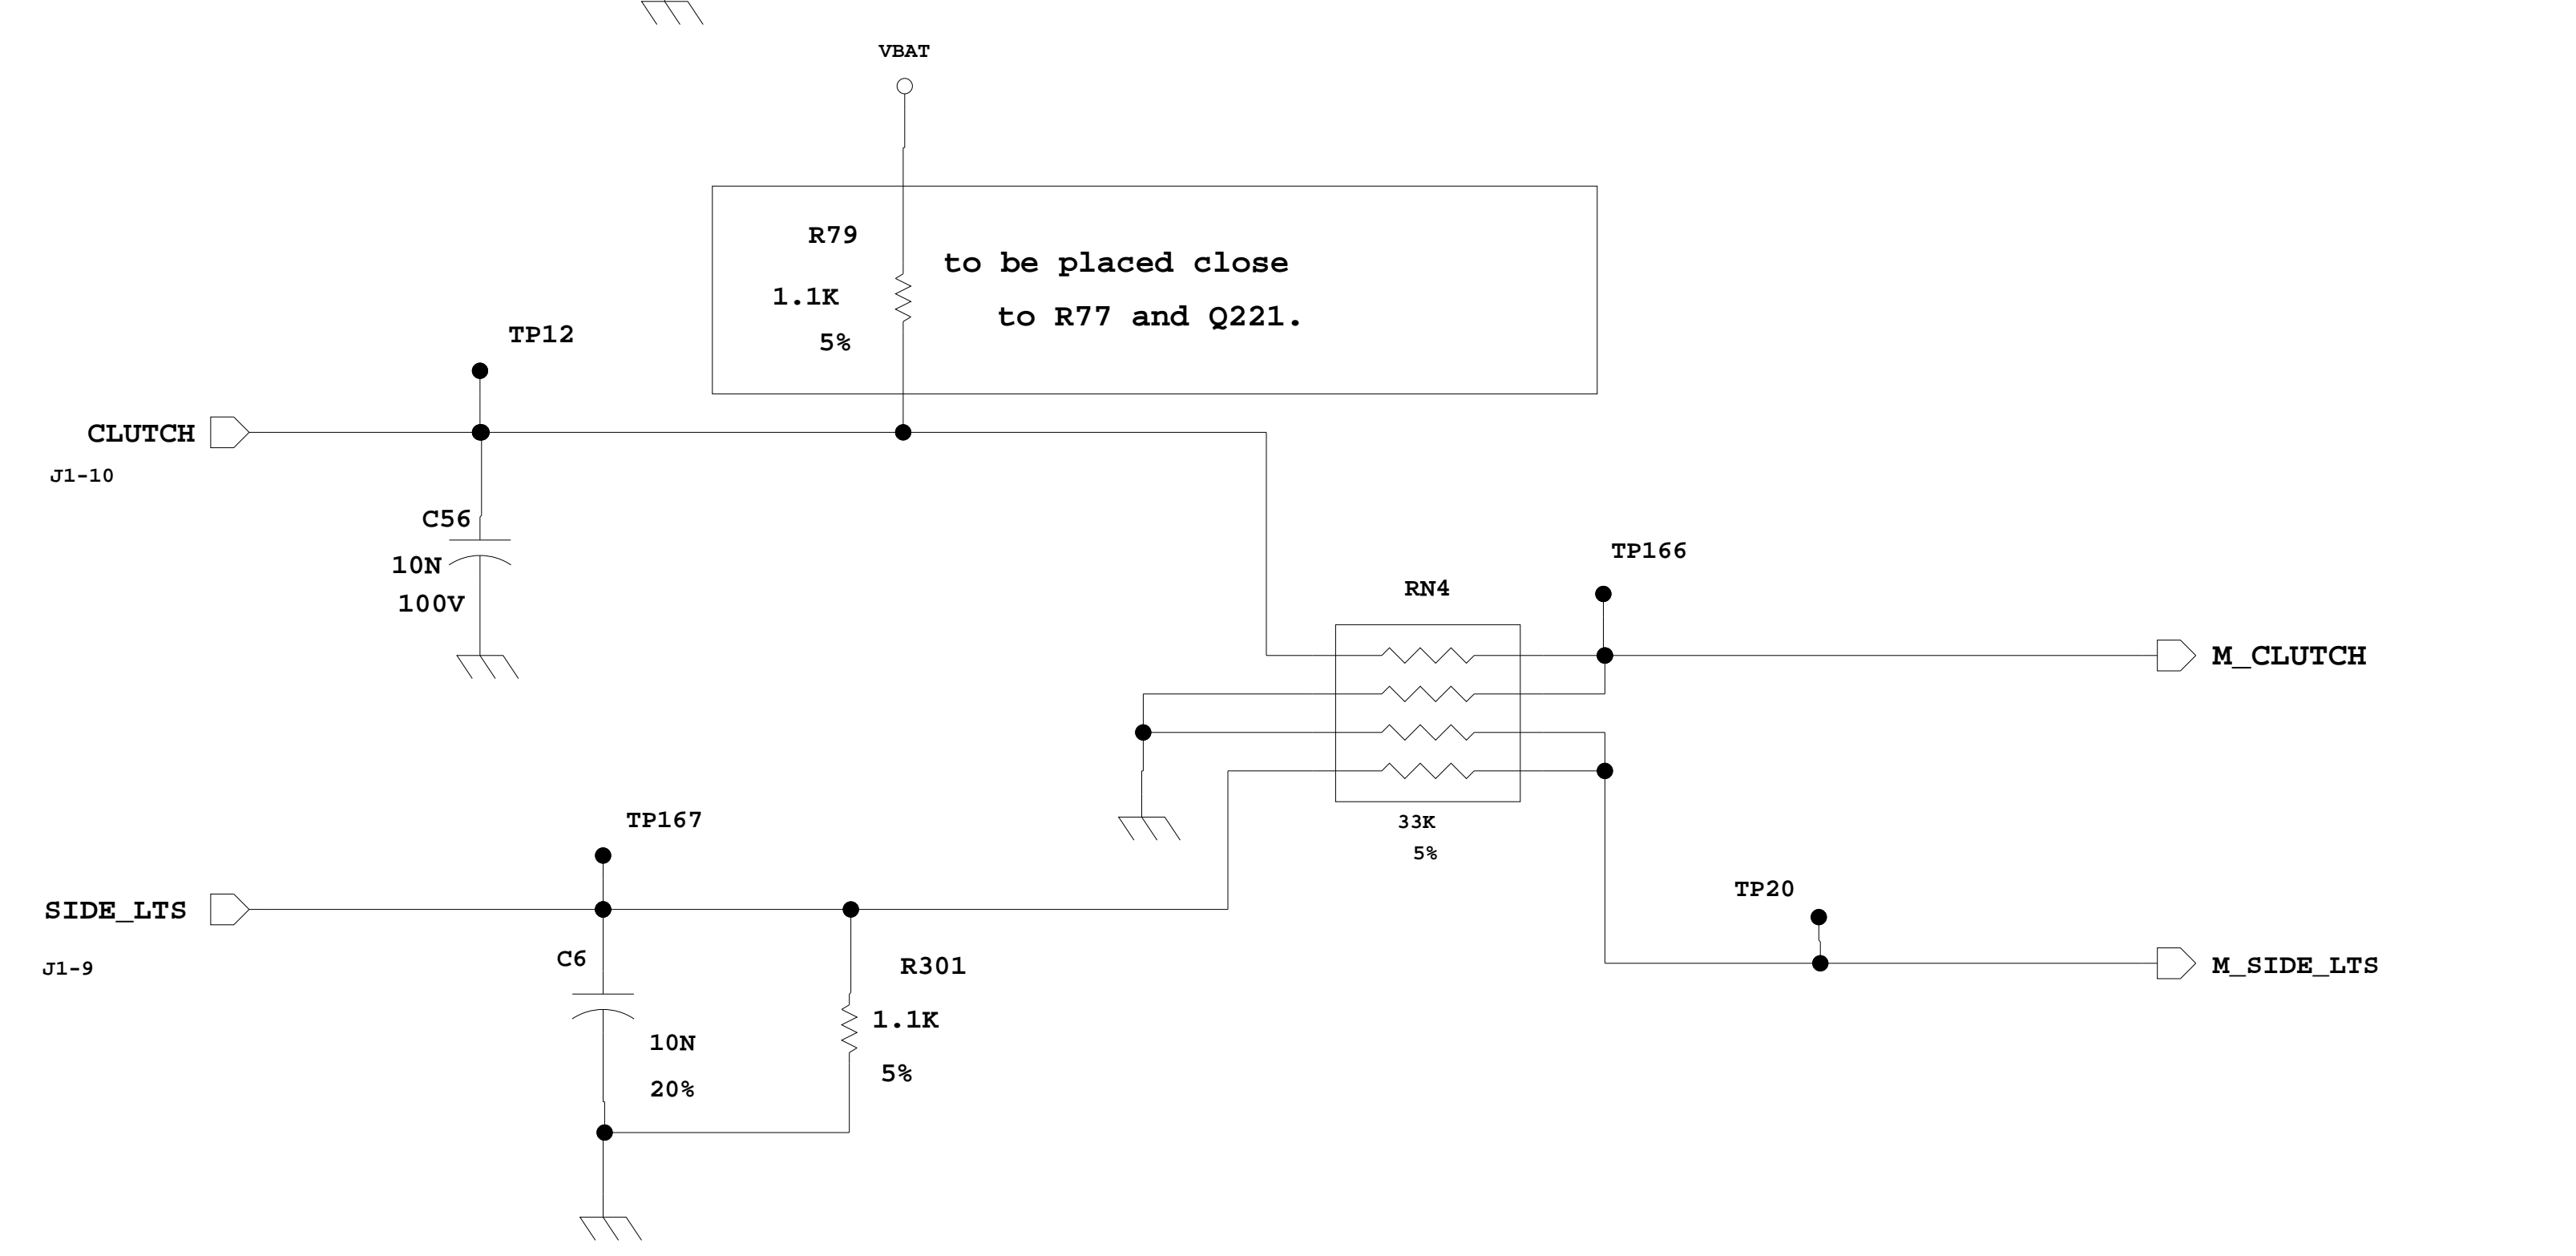 VBAT
R79
to be placed close
1.1K
to R77 and Q221.
5%
TP12
CLUTCH
J1-10
C56
10N
100V
TP166
RN4
M_CLUTCH
33K
5%
TP167
TP20
SIDE_LTS
J1-9
C6
R301
M_SIDE_LTS
1.1K
10N
5%
20%